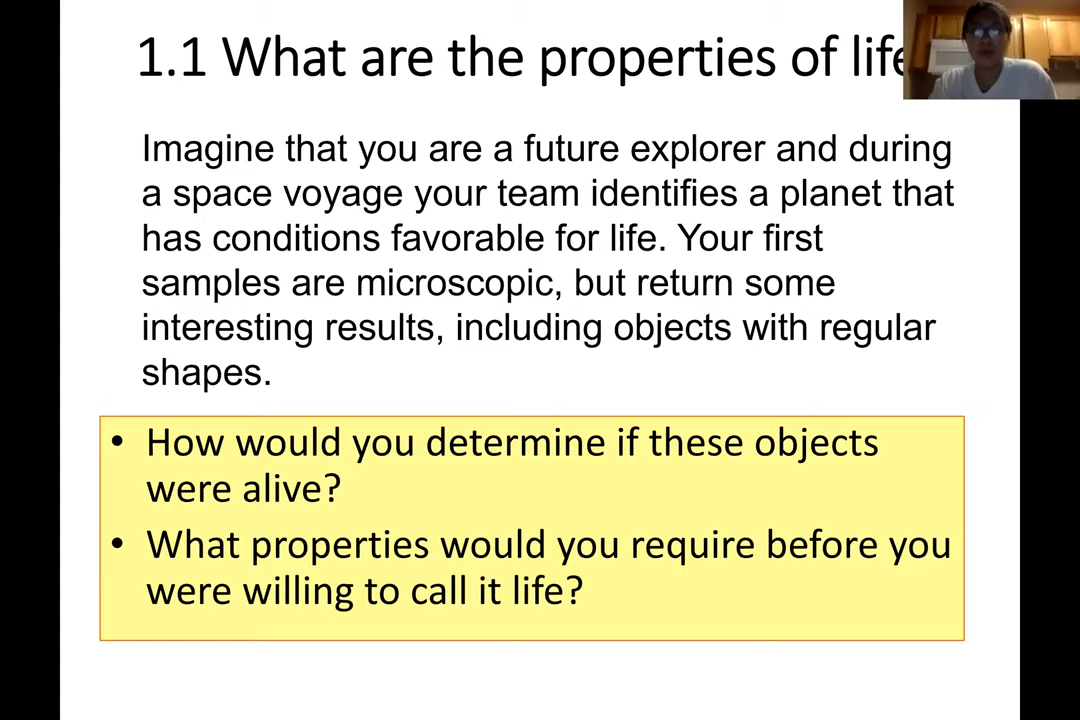 1.1 What are the properties of life
Imagine that you are a future explorer and during
a space voyage your team identifies a planet that
has conditions favorable for life. Your first
samples are microscopic, but return some
interesting results, including objects with regular
shapes.
• How would you determine if these objects
were alive?
• What properties would you require before you
were willing to call it life?